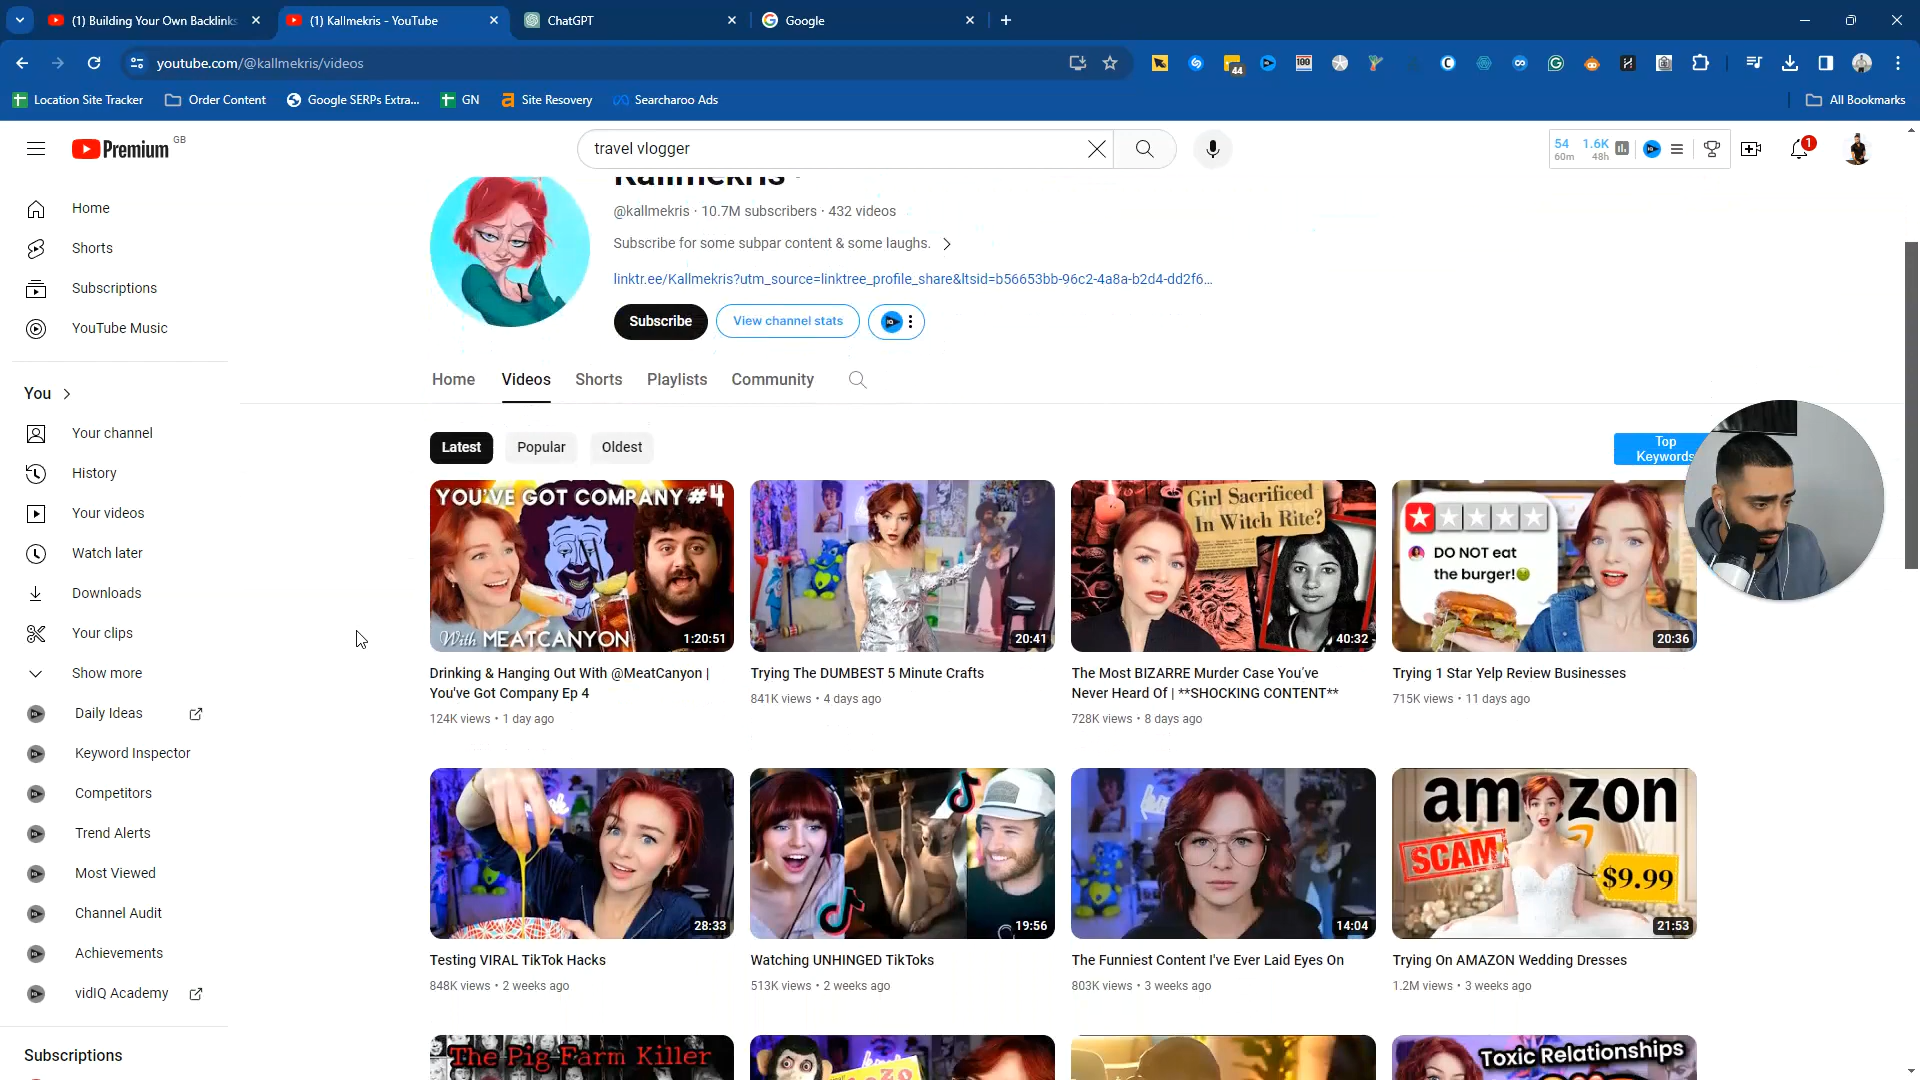 (1) Building Your Own Backlinks
(1) Kallmekris - YouTube
ChatGPT
Google
youtube.com/@kallmekris/videos
44
100
Location Site Tracker
Order Content
Google SERPs Extra...
GN
Site Recovery
Searcharoo Ads
All Bookmarks
Premium GB
travel vlogger
54 1.6K
60m 48h
1
Home
Shorts
Subscriptions
YouTube Music
You
Your channel
History
Your videos
Watch later
Downloads
Your clips
Show more
Daily Ideas
Keyword Inspector
Competitors
Trend Alerts
Most Viewed
Channel Audit
Achievements
vidIQ Academy
Subscriptions
Kallmekris
@kallmekris · 10.7M subscribers · 432 videos
Subscribe for some subpar content & some laughs.
linktr.ee/Kallmekris?utm_source=linktree_profile_share&ltsid=b56653bb-96c2-4a8a-b2d4-dd2f6...
Subscribe
View channel stats
Home Videos Shorts Playlists Community
Latest Popular Oldest
Top
Keywords
YOU'VE GOT COMPANY #4
With MEATCANYON
1:20:51
Drinking & Hanging Out With @MeatCanyon |
You've Got Company Ep 4
124K views • 1 day ago
20:41
Trying The DUMBEST 5 Minute Crafts
841K views • 4 days ago
Girl Sacrificed
In Witch Rite?
40:32
The Most BIZARRE Murder Case You've
Never Heard Of | **SHOCKING CONTENT**
728K views • 8 days ago
DO NOT eat
the burger!
20:36
Trying 1 Star Yelp Review Businesses
715K views • 11 days ago
28:33
Testing VIRAL TikTok Hacks
848K views • 2 weeks ago
19:56
Watching UNHINGED TikToks
513K views • 2 weeks ago
14:04
The Funniest Content I've Ever Laid Eyes On
803K views • 3 weeks ago
amazon
SCAM
$9.99
21:53
Trying On AMAZON Wedding Dresses
1.2M views • 3 weeks ago
The Pig Farm Killer
Toxic Relationships